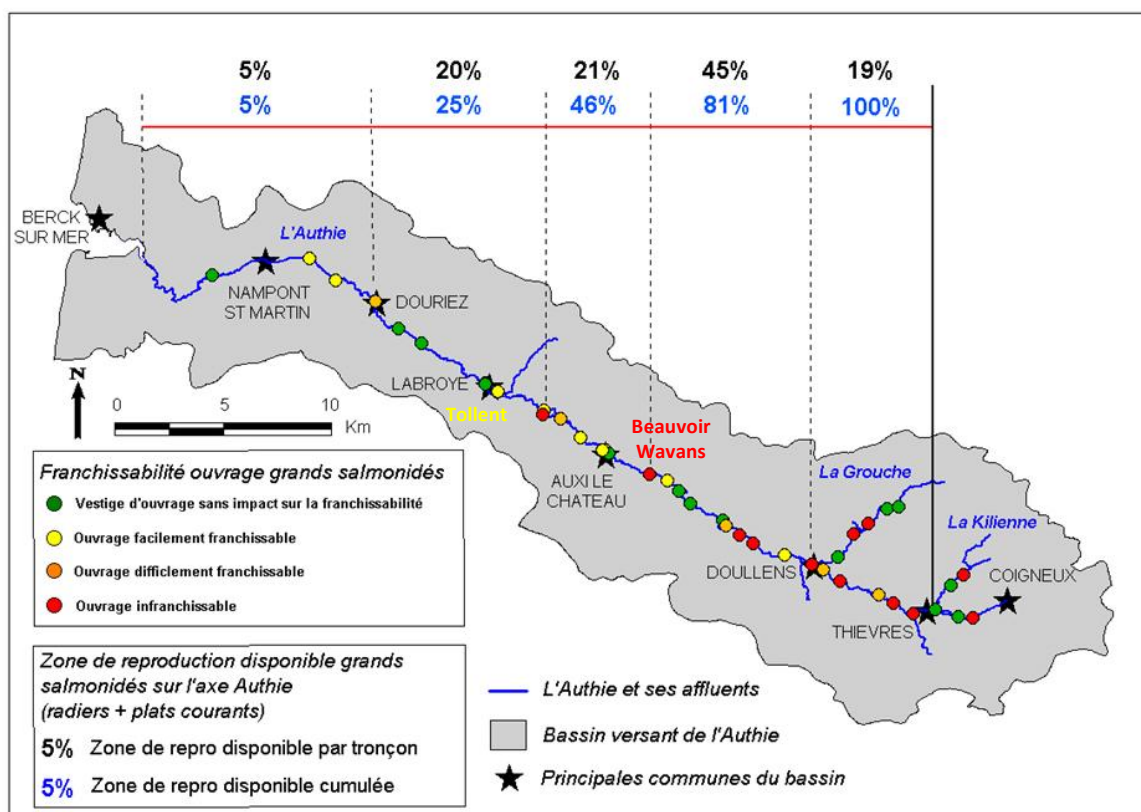 5% 20% 21% 45% 19%
5% 25% 46% 81% 100%
BERCK
SUR MER
L'Authie
NAMPONT
ST MARTIN
DOURIEZ
LABROYE
Tollent
N
0 5 10
Km
Beauvoir
Wavans
AUXI LE
CHATEAU
La Grouche
La Kilienne
DOULLENS
COIGNEUX
THIEVRES
Franchissabilité ouvrage grands salmonidés
Vestige d'ouvrage sans impact sur la franchissabilité
Ouvrage facilement franchissable
Ouvrage difficlement franchissable
Ouvrage infranchissable
Zone de reproduction disponible grands
salmonidés sur l'axe Authie
(radiers + plats courants)
5% Zone de repro disponible par tronçon
5% Zone de repro disponible cumulée
L'Authie et ses affluents
Bassin versant de l'Authie
Principales communes du bassin